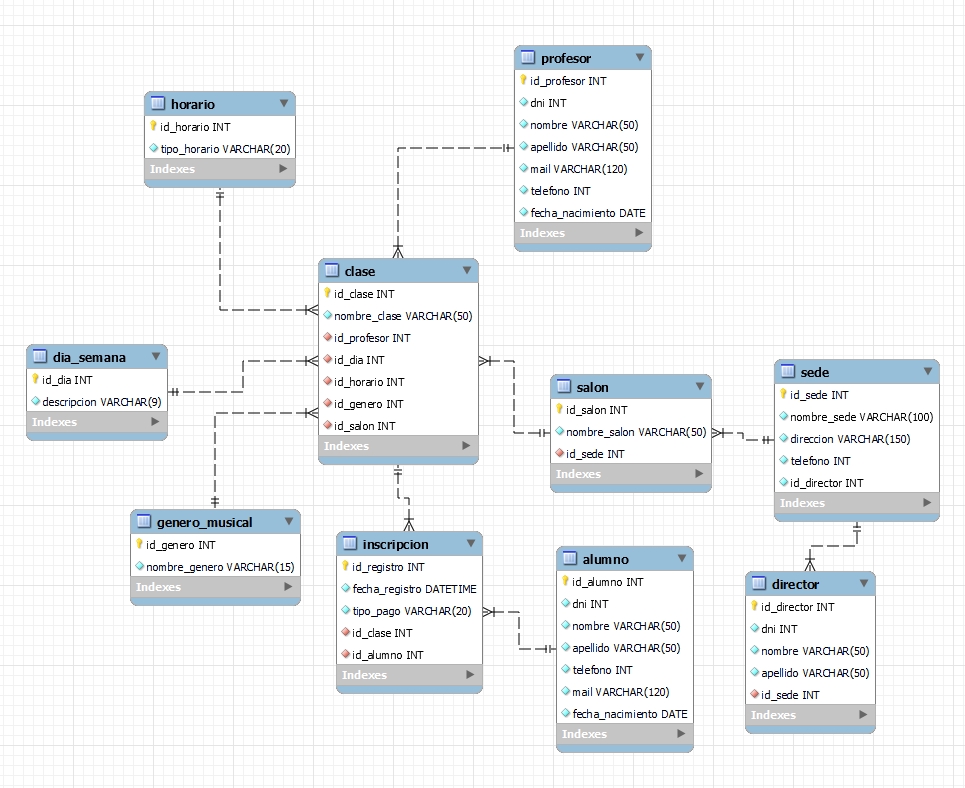 profesor
id_profesor INT
dni INT
nombre VARCHAR(50)
apellido VARCHAR(50)
mail VARCHAR(120)
telefono INT
fecha_nacimiento DATE
Indexes
horario
id_horario INT
tipo_horario VARCHAR(20)
Indexes
clase
id_clase INT
nombre_clase VARCHAR(50)
id_profesor INT
id_dia INT
id_horario INT
id_genero INT
id_salon INT
Indexes
dia_semana
id_dia INT
descripcion VARCHAR(9)
Indexes
salon
id_salon INT
nombre_salon VARCHAR(50)
id_sede INT
Indexes
sede
id_sede INT
nombre_sede VARCHAR(100)
direccion VARCHAR(150)
telefono INT
id_director INT
Indexes
genero_musical
id_genero INT
nombre_genero VARCHAR(15)
Indexes
inscripcion
id_registro INT
fecha_registro DATETIME
tipo_pago VARCHAR(20)
id_clase INT
id_alumno INT
Indexes
alumno
id_alumno INT
dni INT
nombre VARCHAR(50)
apellido VARCHAR(50)
telefono INT
mail VARCHAR(120)
fecha_nacimiento DATE
Indexes
director
id_director INT
dni INT
nombre VARCHAR(50)
apellido VARCHAR(50)
id_sede INT
Indexes